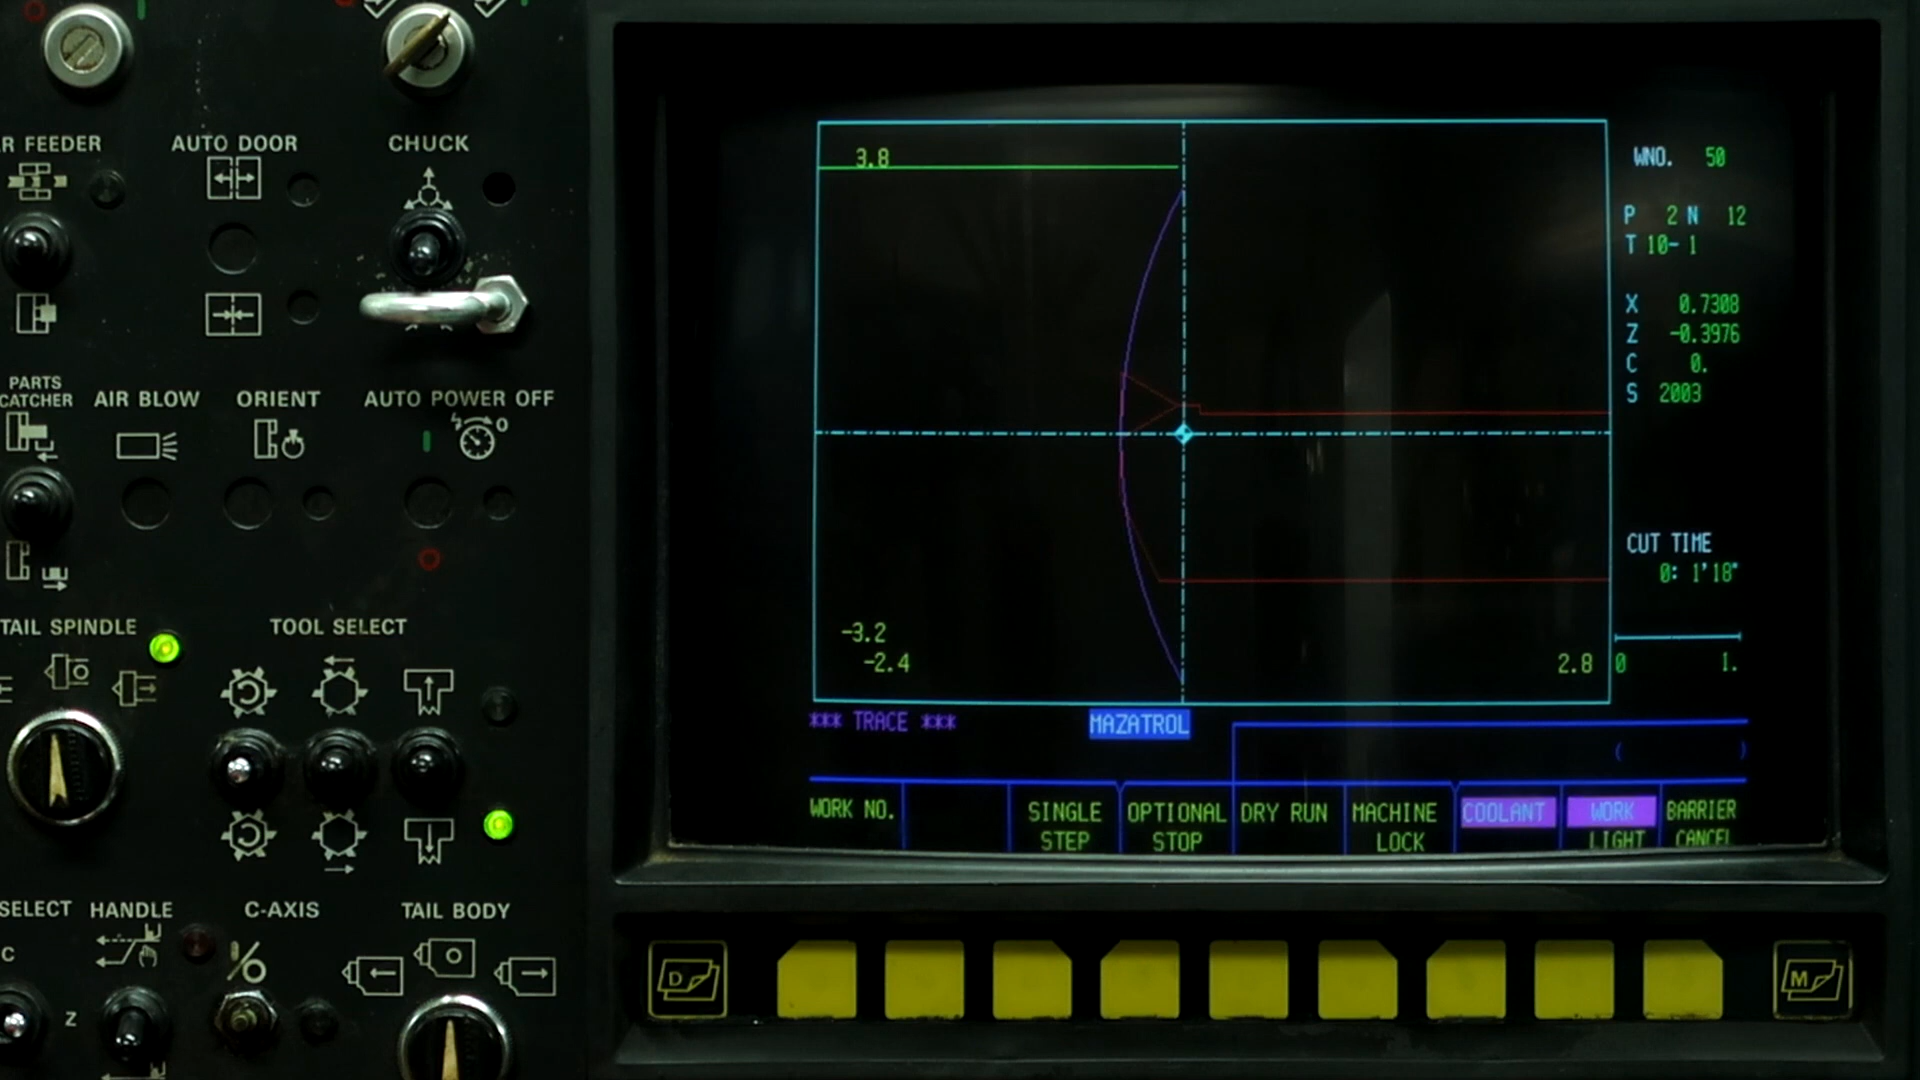 R FEEDER
AUTO DOOR
CHUCK
PARTS
CATCHER
AIR BLOW
ORIENT
AUTO POWER OFF
TAIL SPINDLE
TOOL SELECT
SELECT
HANDLE
C-AXIS
TAIL BODY
C
Z
3.8
-3.2
-2.4
2.8
WNO. 50
P 2 N 12
T 10- 1
X 0.7308
Z -0.3976
C 0.
S 2003
CUT TIME
0: 1'18"
0 1.
*** TRACE ***
MAZATROL
( )
WORK NO.
SINGLE
STEP
OPTIONAL
STOP
DRY RUN
MACHINE
LOCK
COOLANT
WORK
LIGHT
BARRIER
CANCEL
D
M